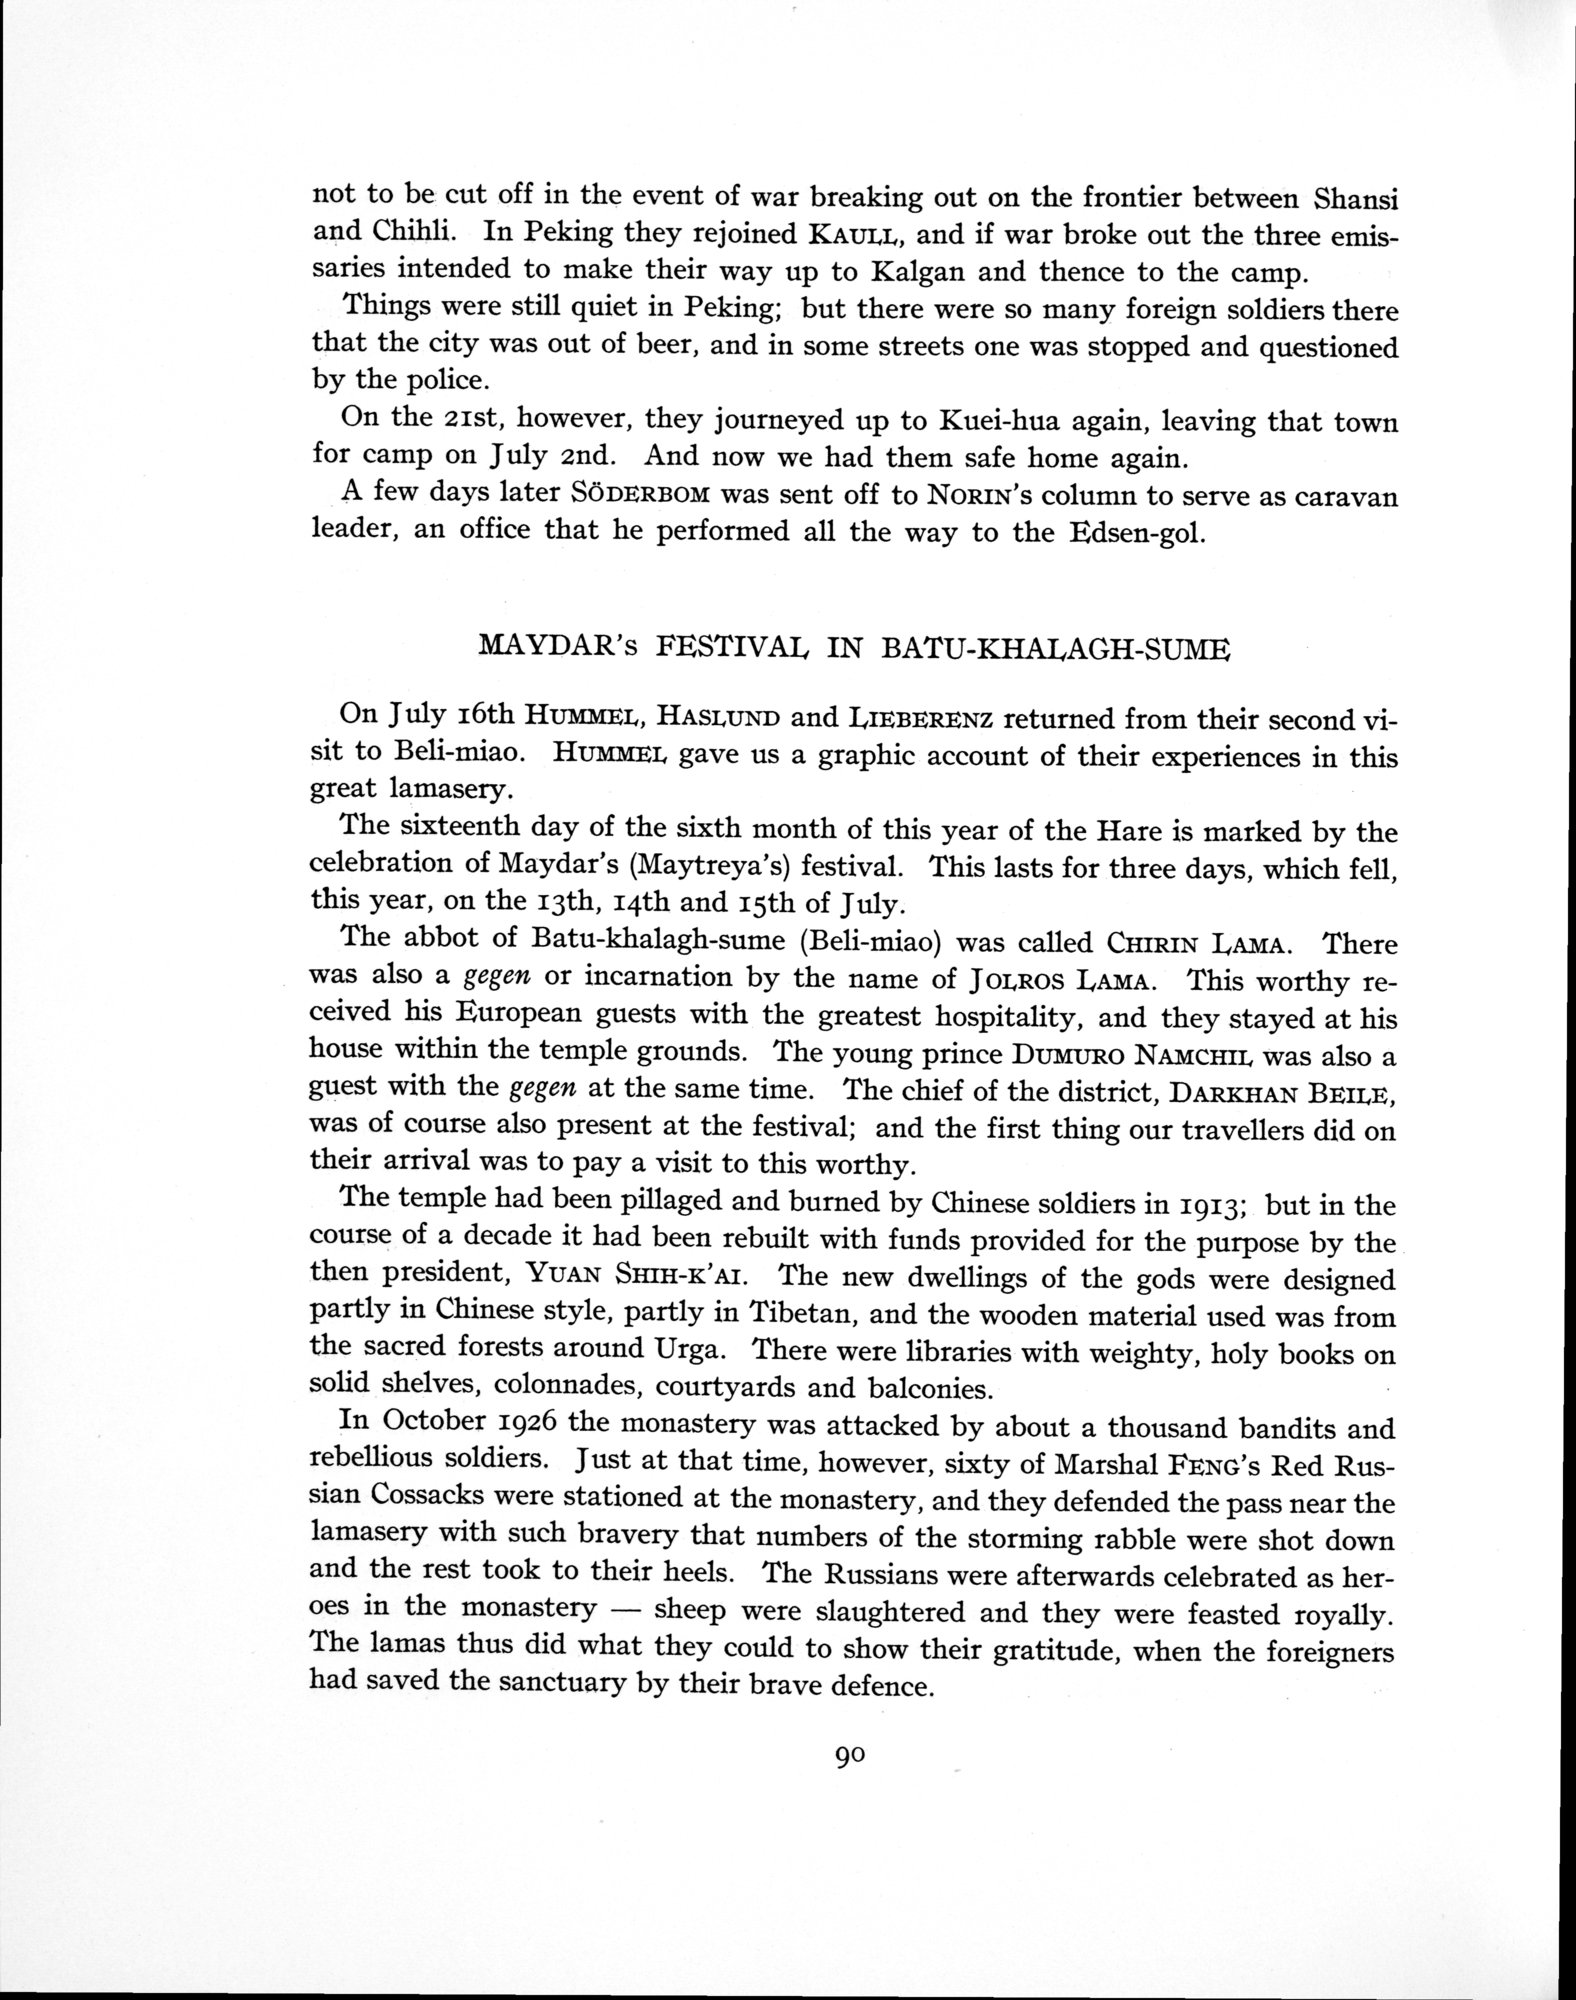 not to be cut off in the event of war breaking out on the frontier between Shansi
and Chihli. In Peking they rejoined KAULL, and if war broke out the three emis-
saries intended to make their way up to Kalgan and thence to the camp.
Things were still quiet in Peking; but there were so many foreign soldiers there
that the city was out of beer, and in some streets one was stopped and questioned
by the police.
On the 21st, however, they journeyed up to Kuei-hua again, leaving that town
for camp on July 2nd. And now we had them safe home again.
A few days later SÖDERBOM was sent off to NORIN's column to serve as caravan
leader, an office that he performed all the way to the Edsen-gol.
MAYDAR's FESTIVAL IN BATU-KHALAGH-SUME
On July 16th HUMMEL, HASLUND and LIEBERENZ returned from their second vi-
sit to Beli-miao. HUMMEL gave us a graphic account of their experiences in this
great lamasery.
The sixteenth day of the sixth month of this year of the Hare is marked by the
celebration of Maydar's (Maytreya's) festival. This lasts for three days, which fell,
this year, on the 13th, 14th and 15th of July.
The abbot of Batu-khalagh-sume (Beli-miao) was called CHIRIN LAMA. There
was also a gegen or incarnation by the name of JOLROS LAMA. This worthy re-
ceived his European guests with the greatest hospitality, and they stayed at his
house within the temple grounds. The young prince DUMURO NAMCHIL was also a
guest with the gegen at the same time. The chief of the district, DARKHAN BEILE,
was of course also present at the festival; and the first thing our travellers did on
their arrival was to pay a visit to this worthy.
The temple had been pillaged and burned by Chinese soldiers in 1913; but in the
course of a decade it had been rebuilt with funds provided for the purpose by the
then president, YUAN SHIH-K'AI. The new dwellings of the gods were designed
partly in Chinese style, partly in Tibetan, and the wooden material used was from
the sacred forests around Urga. There were libraries with weighty, holy books on
solid shelves, colonnades, courtyards and balconies.
In October 1926 the monastery was attacked by about a thousand bandits and
rebellious soldiers. Just at that time, however, sixty of Marshal FENG's Red Rus-
sian Cossacks were stationed at the monastery, and they defended the pass near the
lamasery with such bravery that numbers of the storming rabble were shot down
and the rest took to their heels. The Russians were afterwards celebrated as her-
oes in the monastery — sheep were slaughtered and they were feasted royally.
The lamas thus did what they could to show their gratitude, when the foreigners
had saved the sanctuary by their brave defence.
90